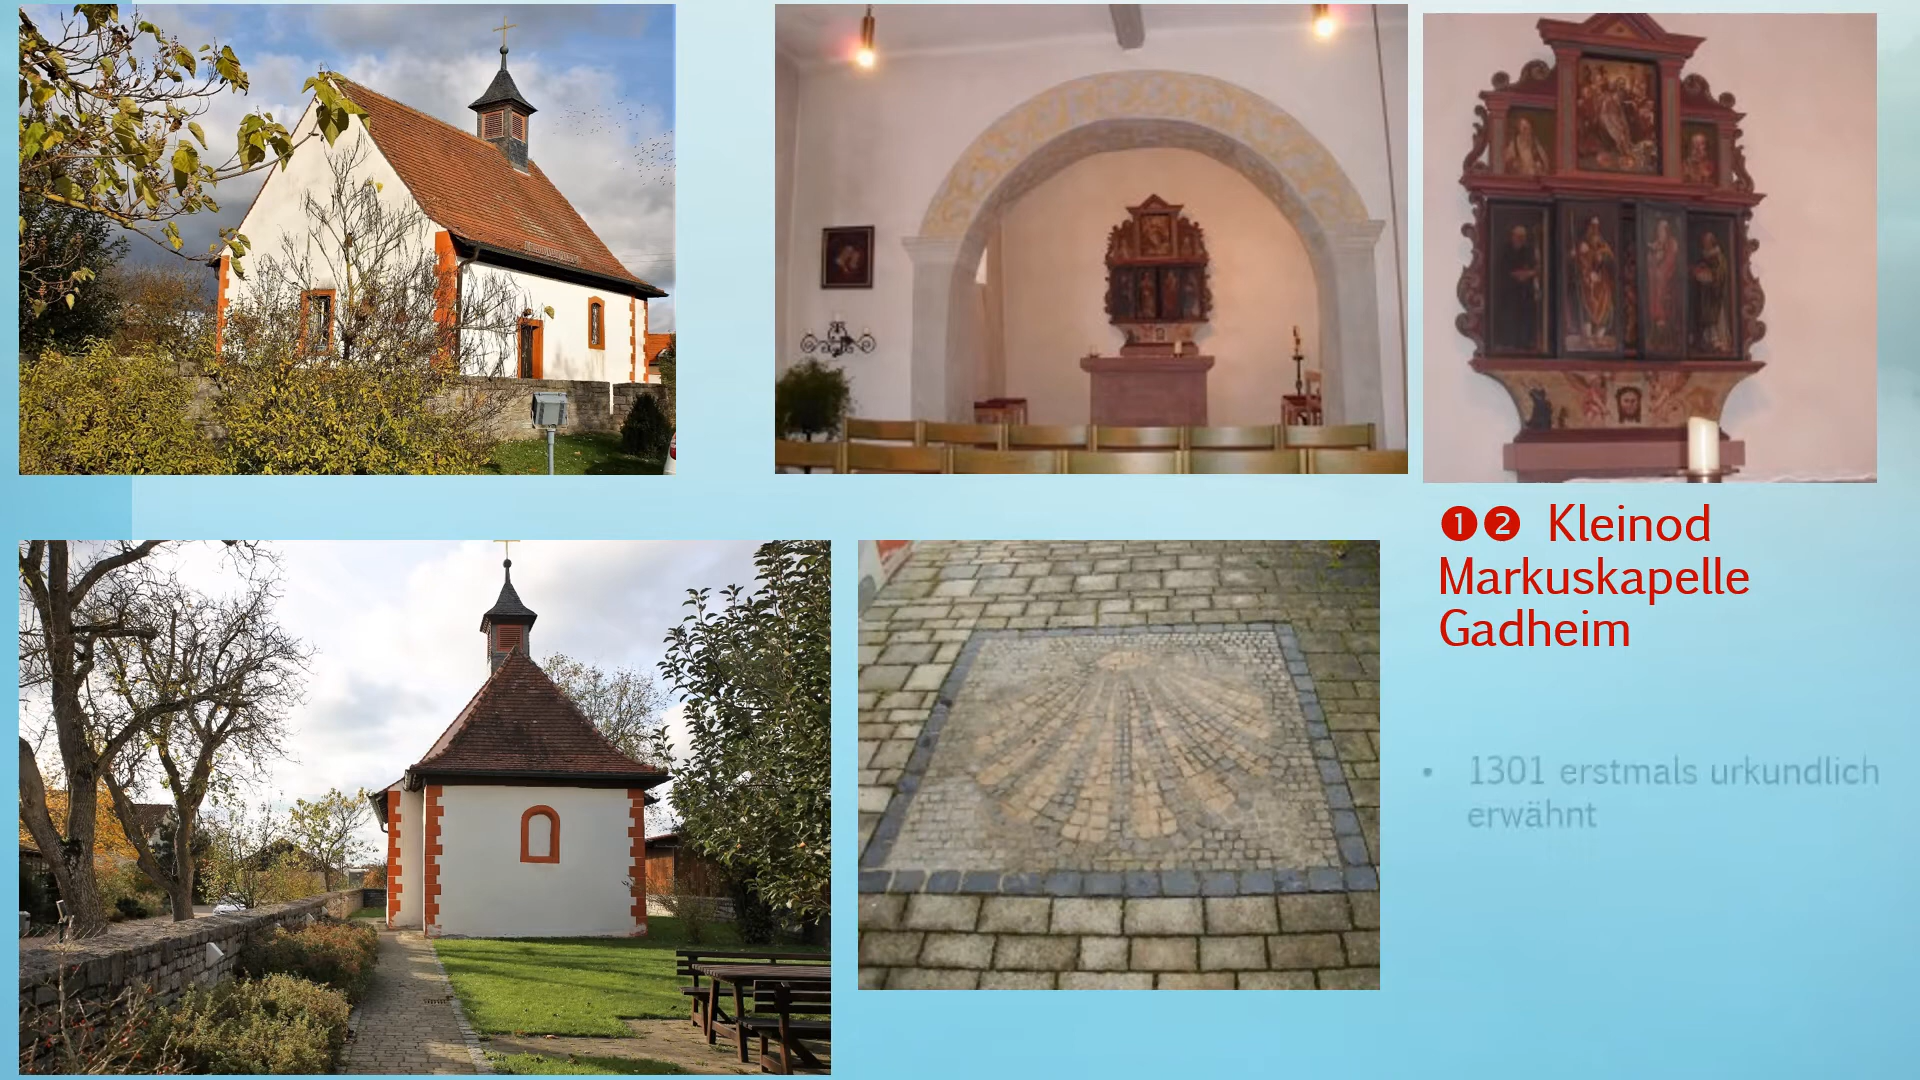 ❶❷ Kleinod
Markuskapelle
Gadheim
• 1301 erstmals urkundlich
erwähnt